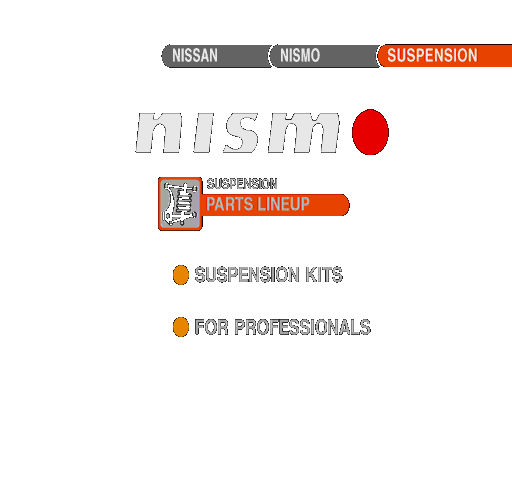 NISSAN NISMO SUSPENSION
nismo
SUSPENSION
PARTS LINEUP
SUSPENSION KITS
FOR PROFESSIONALS